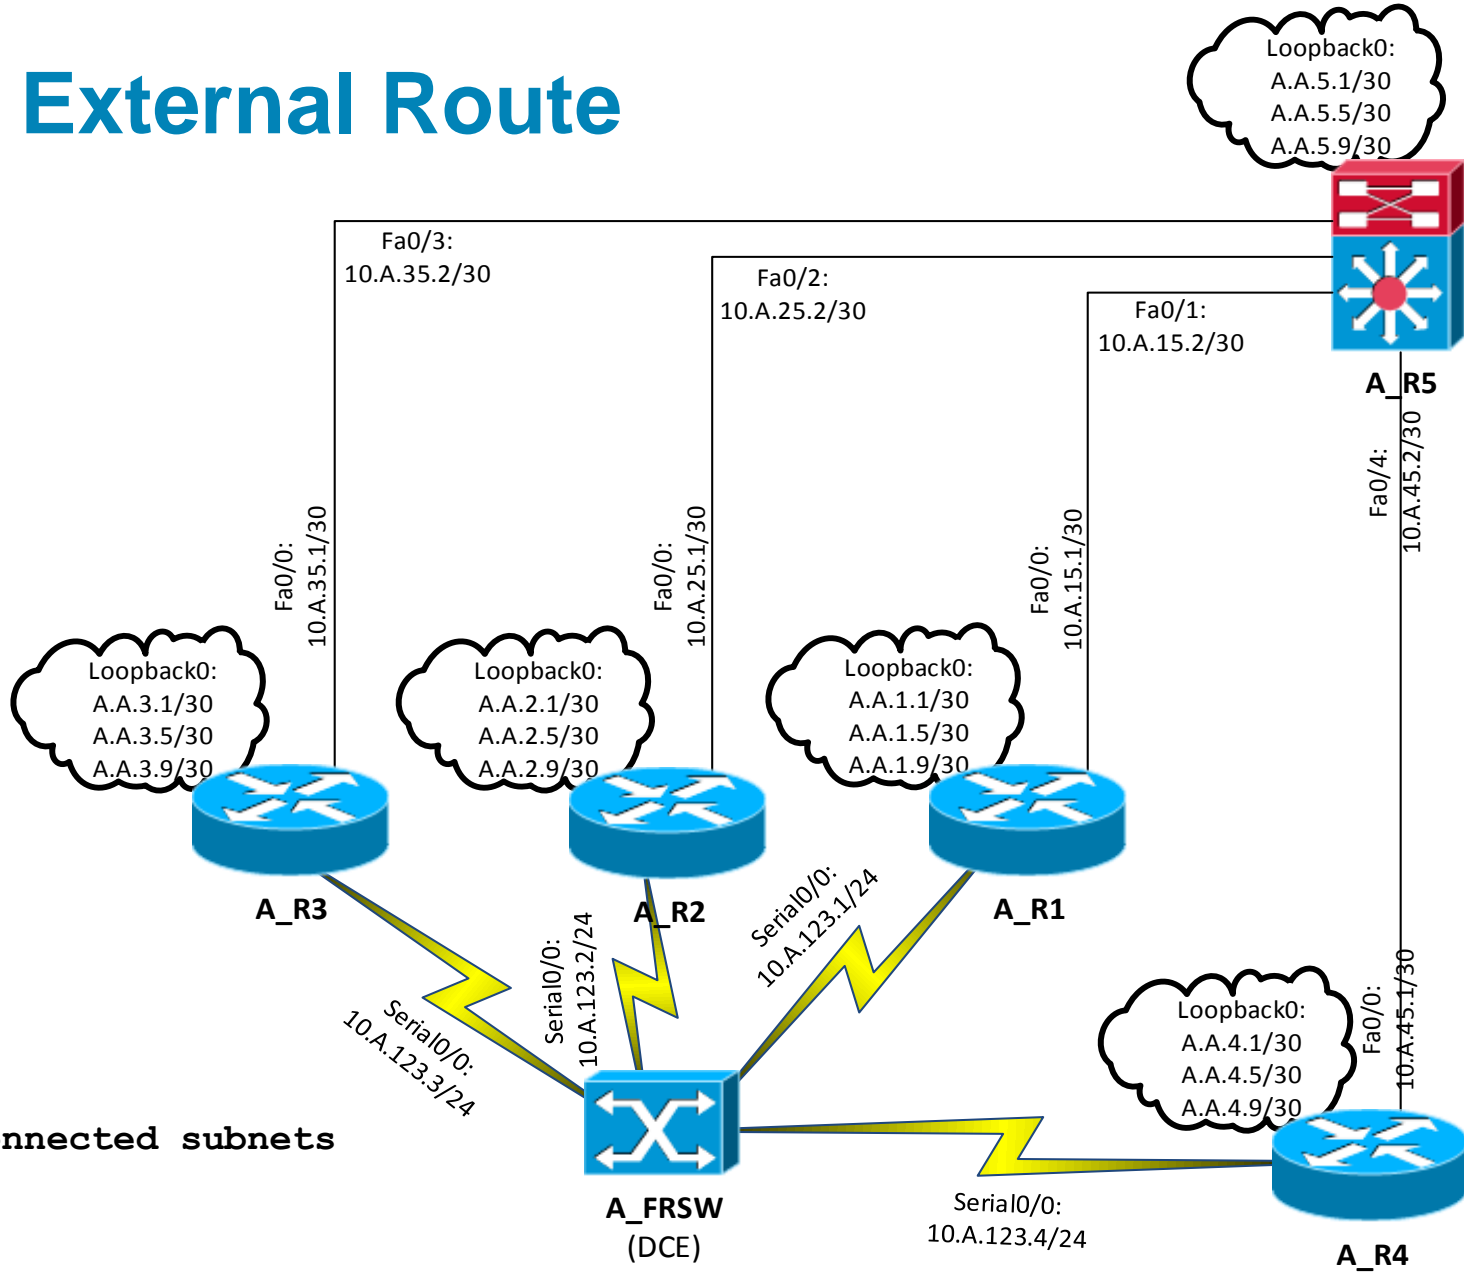 External Route
Loopback0:
A.A.5.1/30
A.A.5.5/30
A.A.5.9/30
Fa0/3:
10.A.35.2/30
Fa0/2:
10.A.25.2/30
Fa0/1:
10.A.15.2/30
A_R5
Fa0/4:
10.A.45.2/30
Fa0/0:
10.A.35.1/30
Fa0/0:
10.A.25.1/30
Fa0/0:
10.A.15.1/30
Loopback0:
A.A.3.1/30
A.A.3.5/30
A.A.3.9/30
Loopback0:
A.A.2.1/30
A.A.2.5/30
A.A.2.9/30
Loopback0:
A.A.1.1/30
A.A.1.5/30
A.A.1.9/30
A_R3
A_R2
A_R1
Serial0/0:
10.A.123.3/24
Serial0/0:
10.A.123.2/24
Serial0/0:
10.A.123.1/24
Loopback0:
A.A.4.1/30
A.A.4.5/30
A.A.4.9/30
Fa0/0:
10.A.45.1/30
nnected subnets
A_FRSW
(DCE)
Serial0/0:
10.A.123.4/24
A_R4